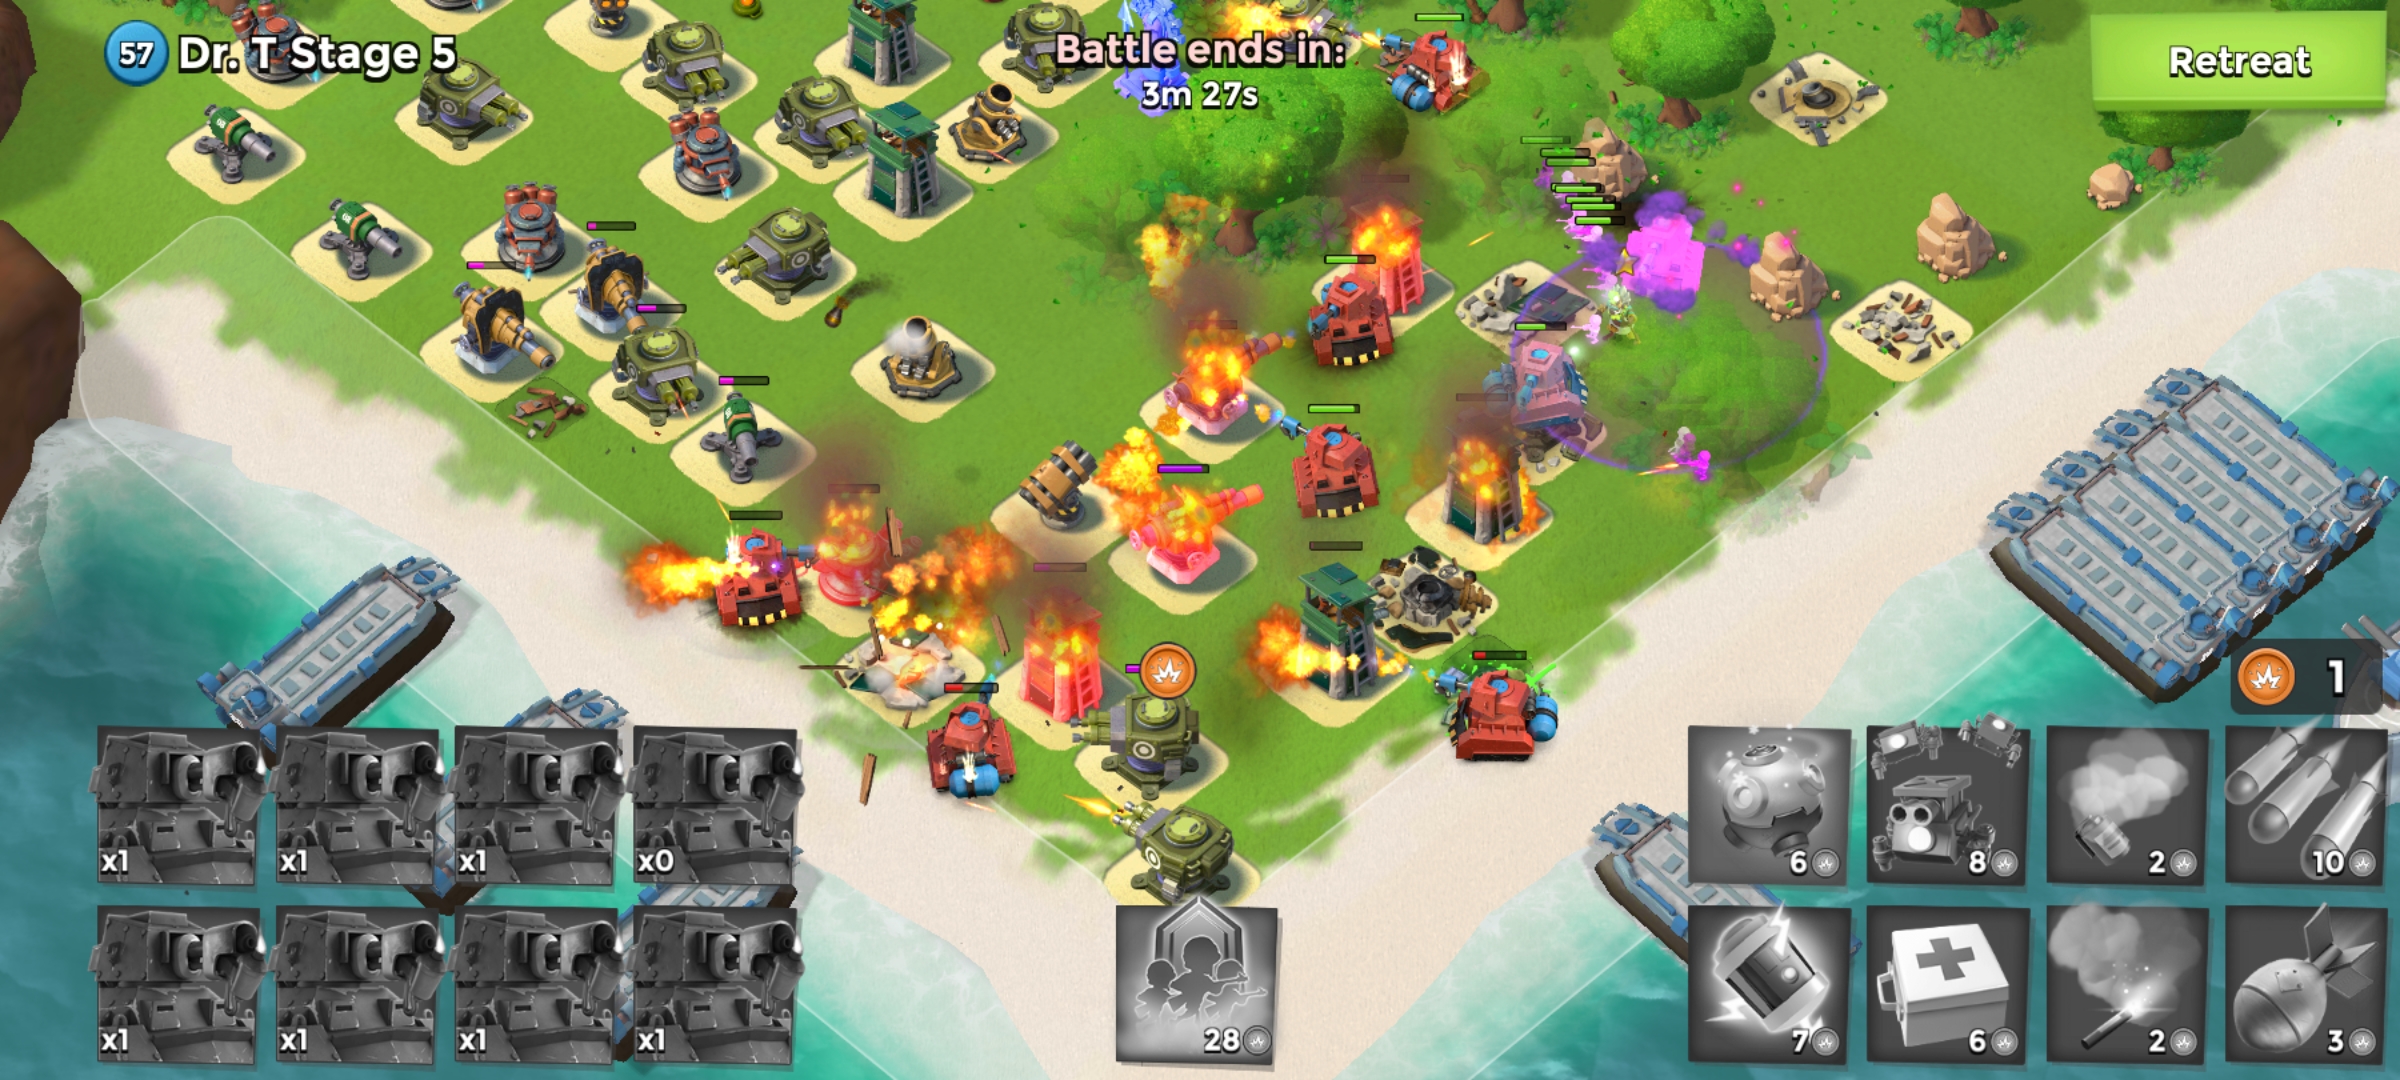 57 Dr. T Stage 5
Battle ends in:
3m 27s
Retreat
1
x1 x1 x1 x0
6 8 2 10
x1 x1 x1 x1
28
7 6 2 3